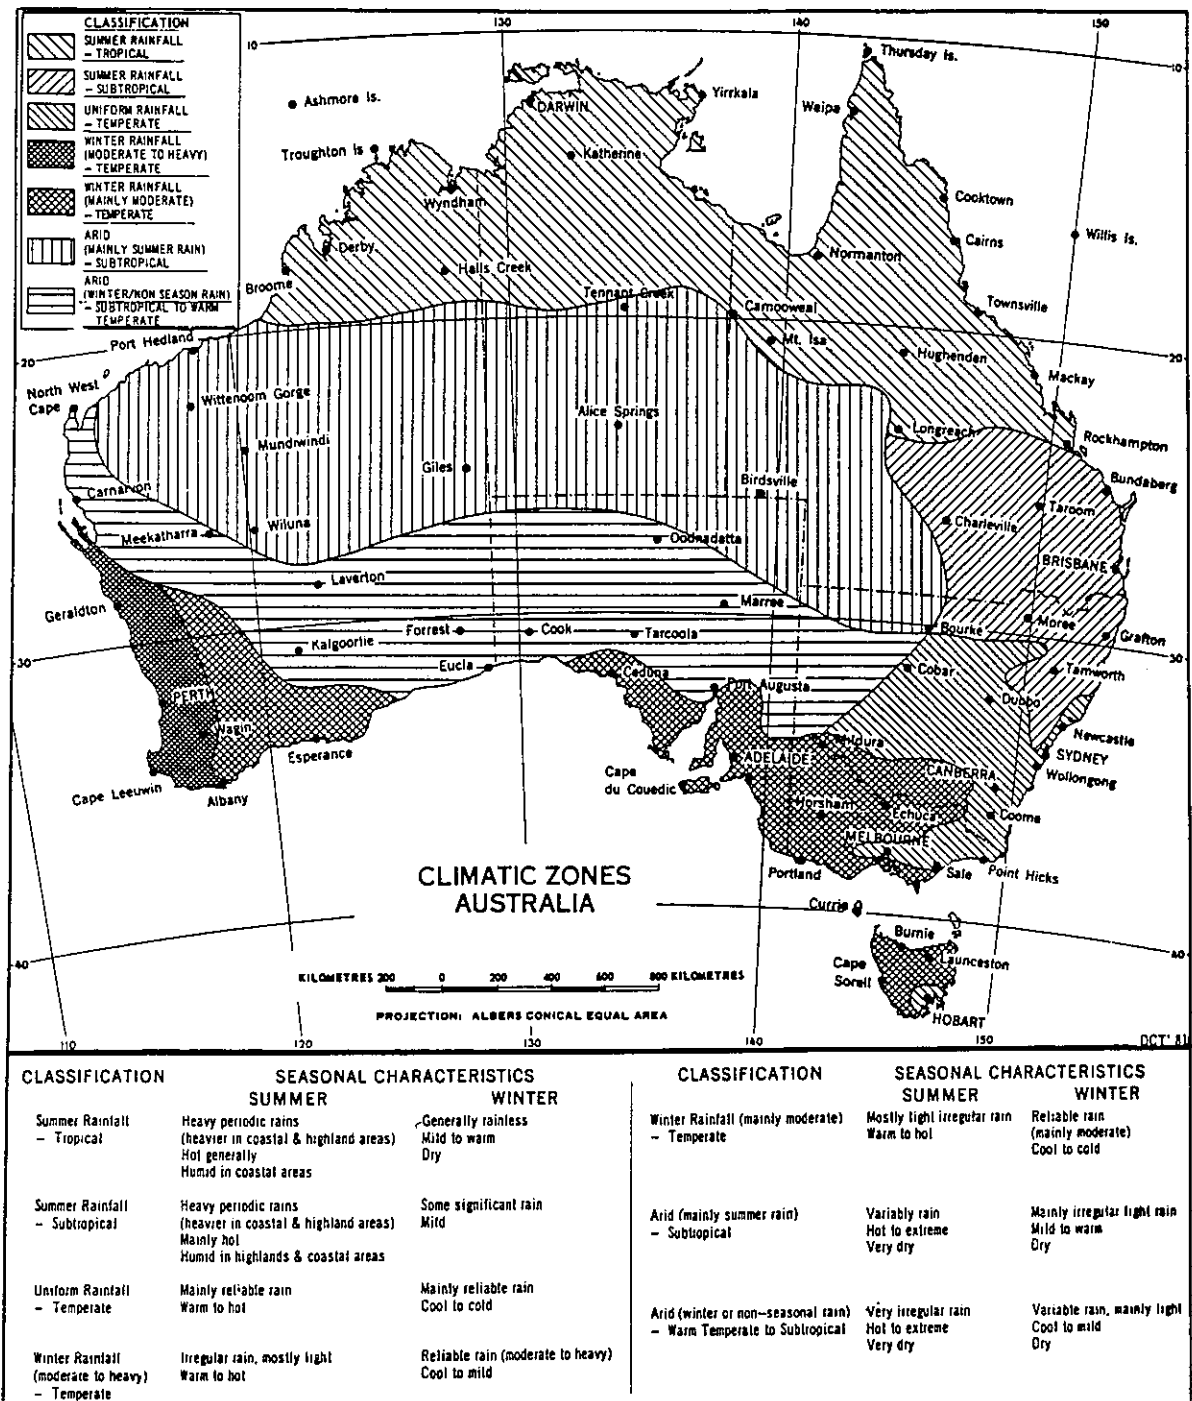 CLASSIFICATION
SUMMER RAINFALL
– TROPICAL
SUMMER RAINFALL
– SUBTROPICAL
UNIFORM RAINFALL
– TEMPERATE
WINTER RAINFALL
(MODERATE TO HEAVY)
– TEMPERATE
WINTER RAINFALL
(MAINLY MODERATE)
– TEMPERATE
ARID
(MAINLY SUMMER RAIN)
– SUBTROPICAL
ARID
(WINTER/NON SEASON RAIN)
– SUBTROPICAL TO WARM
TEMPERATE
130
140
150
10
10
Thursday Is.
Ashmore Is.
DARWIN
Yirrkala
Weipa
Troughton Is
Katherine
Wyndham
Cooktown
Derby
Cairns
Willis Is.
Normanton
Broome
Halls Creek
Tennant Creek
Camooweal
Townsville
Port Hedland
Mt. Isa
Hughenden
20
20
Mackay
North West
Cape
Wittenoom Gorge
Alice Springs
Longreach
Rockhampton
Mundiwindi
Giles
Birdsville
Bundaberg
Carnarvon
Taroom
Charleville
Meekatharra
Wiluna
Oodnadatta
BRISBANE
Laverton
Marree
Geraldton
Forrest
Cook
Tarcoola
Bourke
Moree
Grafton
Kalgoorlie
30
30
Eucla
Ceduna
Port Augusta
Cobar
Tamworth
PERTH
Dubbo
Wagin
Newcastle
Esperance
Mildura
SYDNEY
ADELAIDE
Cape Leeuwin
Albany
Cape
du Couedic
CANBERRA
Wollongong
Horsham
Echuca
Cooma
MELBOURNE
Portland
Sale
Point Hicks
CLIMATIC ZONES
AUSTRALIA
Currie
Burnie
Launceston
40
40
Cape
Sorell
HOBART
KILOMETRES 200 0 200 400 600 800 KILOMETRES
PROJECTION: ALBERS CONICAL EQUAL AREA
110
120
130
140
150
OCT' 81
CLASSIFICATION SEASONAL CHARACTERISTICS
SUMMER WINTER
Summer Rainfall Heavy periodic rains Generally rainless
– Tropical (heavier in coastal & highland areas) Mild to warm
Hot generally Dry
Humid in coastal areas
Summer Rainfall Heavy periodic rains Some significant rain
– Subtropical (heavier in coastal & highland areas) Mild
Mainly hot
Humid in highlands & coastal areas
Uniform Rainfall Mainly reliable rain Mainly reliable rain
– Temperate Warm to hot Cool to cold
Winter Rainfall Irregular rain, mostly light Reliable rain (moderate to heavy)
(moderate to heavy) Warm to hot Cool to mild
– Temperate
CLASSIFICATION SEASONAL CHARACTERISTICS
SUMMER WINTER
Winter Rainfall (mainly moderate) Mostly light irregular rain Reliable rain
– Temperate Warm to hot (mainly moderate)
Cool to cold
Arid (mainly summer rain) Variably rain Mainly irregular light rain
– Subtropical Hot to extreme Mild to warm
Very dry Dry
Arid (winter or non–seasonal rain) Very irregular rain Variable rain, mainly light
– Warm Temperate to Subtropical Hot to extreme Cool to mild
Very dry Dry